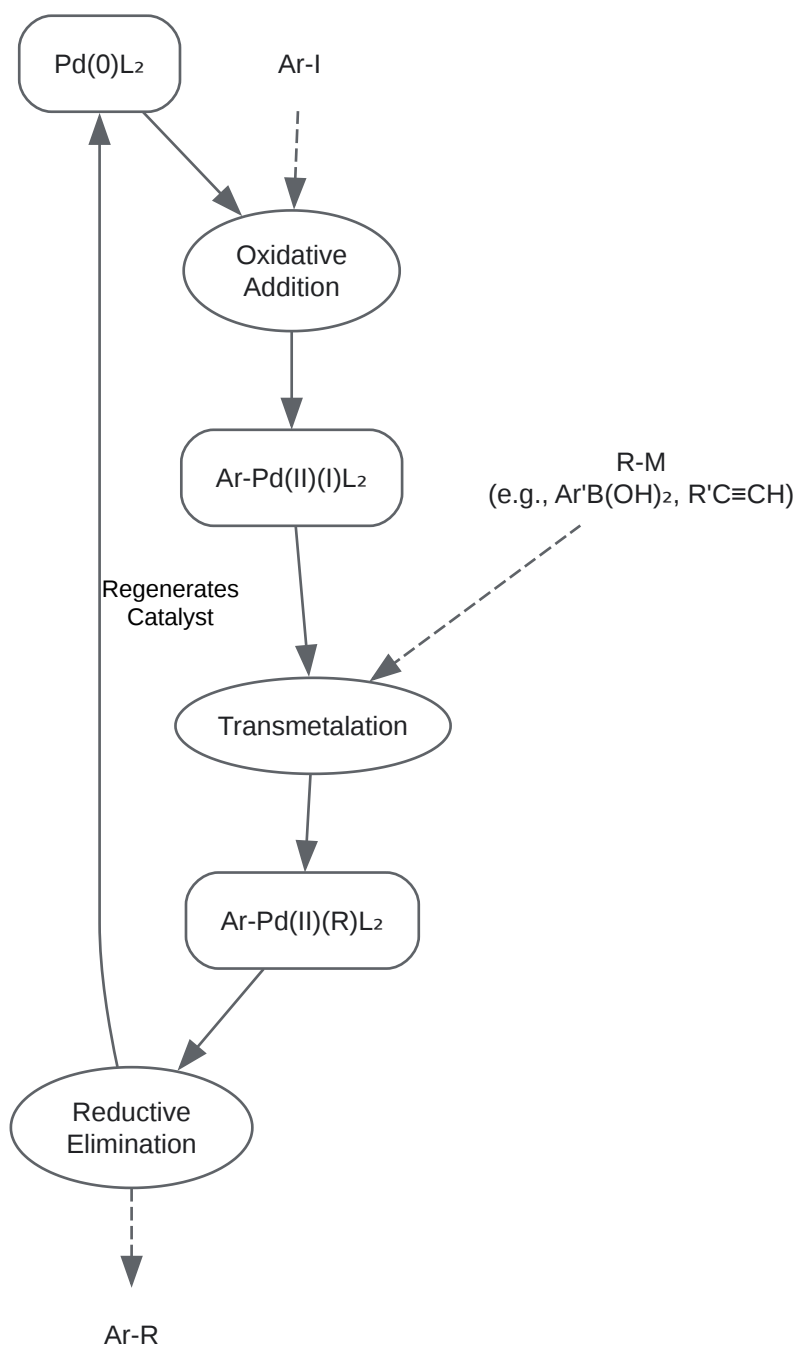 Pd(0)L₂
Ar-I
Oxidative
Addition
Ar-Pd(II)(I)L₂
R-M
(e.g., Ar'B(OH)₂, R'C≡CH)
Regenerates
Catalyst
Transmetalation
Ar-Pd(II)(R)L₂
Reductive
Elimination
Ar-R